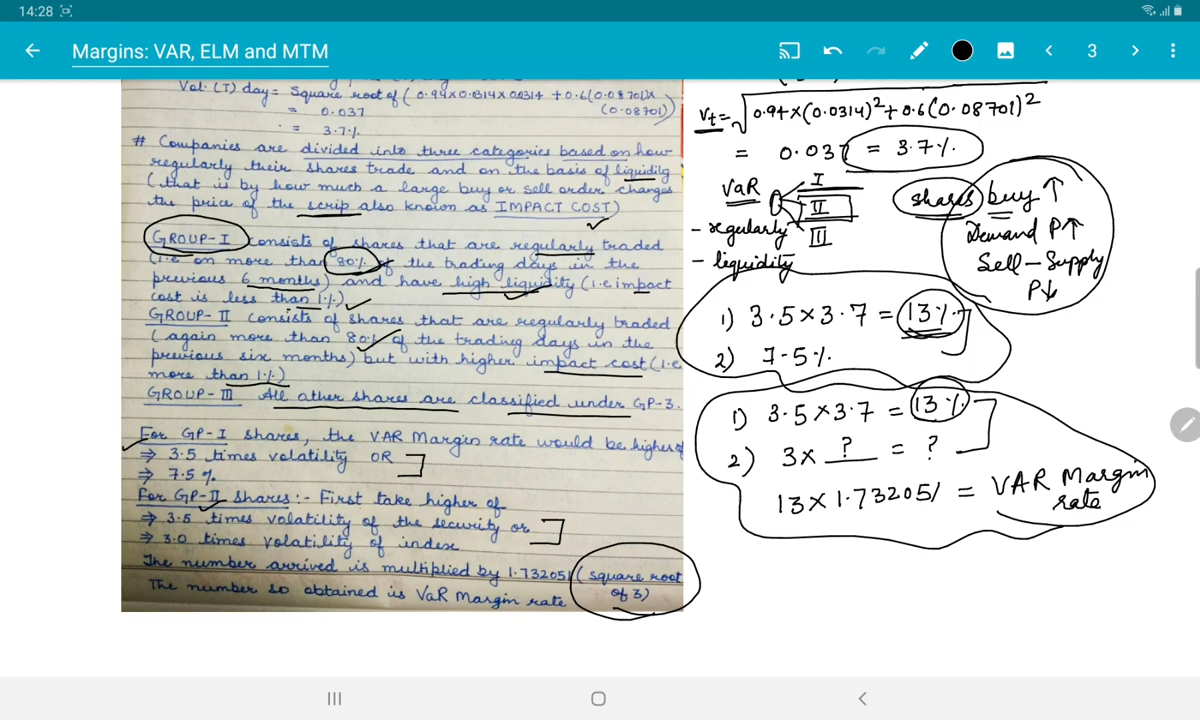 14:28
Margins: VAR, ELM and MTM
3
Val. (T) day = Square root of ( 0.94x0.0314x0.0314 + 0.6(0.08701)x
(0.08701))
= 0.037
= 3.7%
# Companies are divided into three categories based on how
regularly their shares trade and on the basis of liquidity
(that is by how much a large buy or sell order changes
the price of the scrip also known as IMPACT COST)
GROUP-I consists of shares that are regularly traded
(i.e on more than 80% of the trading days in the
previous 6 months) and have high liquidity (i.e impact
cost is less than 1%)
GROUP-II consists of shares that are regularly traded
(again more than 80% of the trading days in the
previous six months) but with higher impact cost (i.e
more than 1%)
GROUP-III All other shares are classified under GP-3.
For GP-I shares, the VAR Margin rate would be higher of
⇒ 3.5 times volatility OR
⇒ 7.5%
For GP-II shares:- First take higher of
⇒ 3.5 times volatility of the security or
⇒ 3.0 times volatility of index
The number arrived is multiplied by 1.732051 (square root
of 3)
The number so obtained is VaR Margin rate
Vt = √0.94×(0.0314)² + 0.6(0.08701)²
= 0.037 = 3.7%
VaR
I
II
III
- regularly
- liquidity
shares buy ↑
Demand P↑
Sell - Supply
P↓
1) 3.5 × 3.7 = 13%
2) 7.5%
1) 3.5 × 3.7 = 13%
2) 3× ? = ?
13 × 1.732051 = VAR Margin
rate